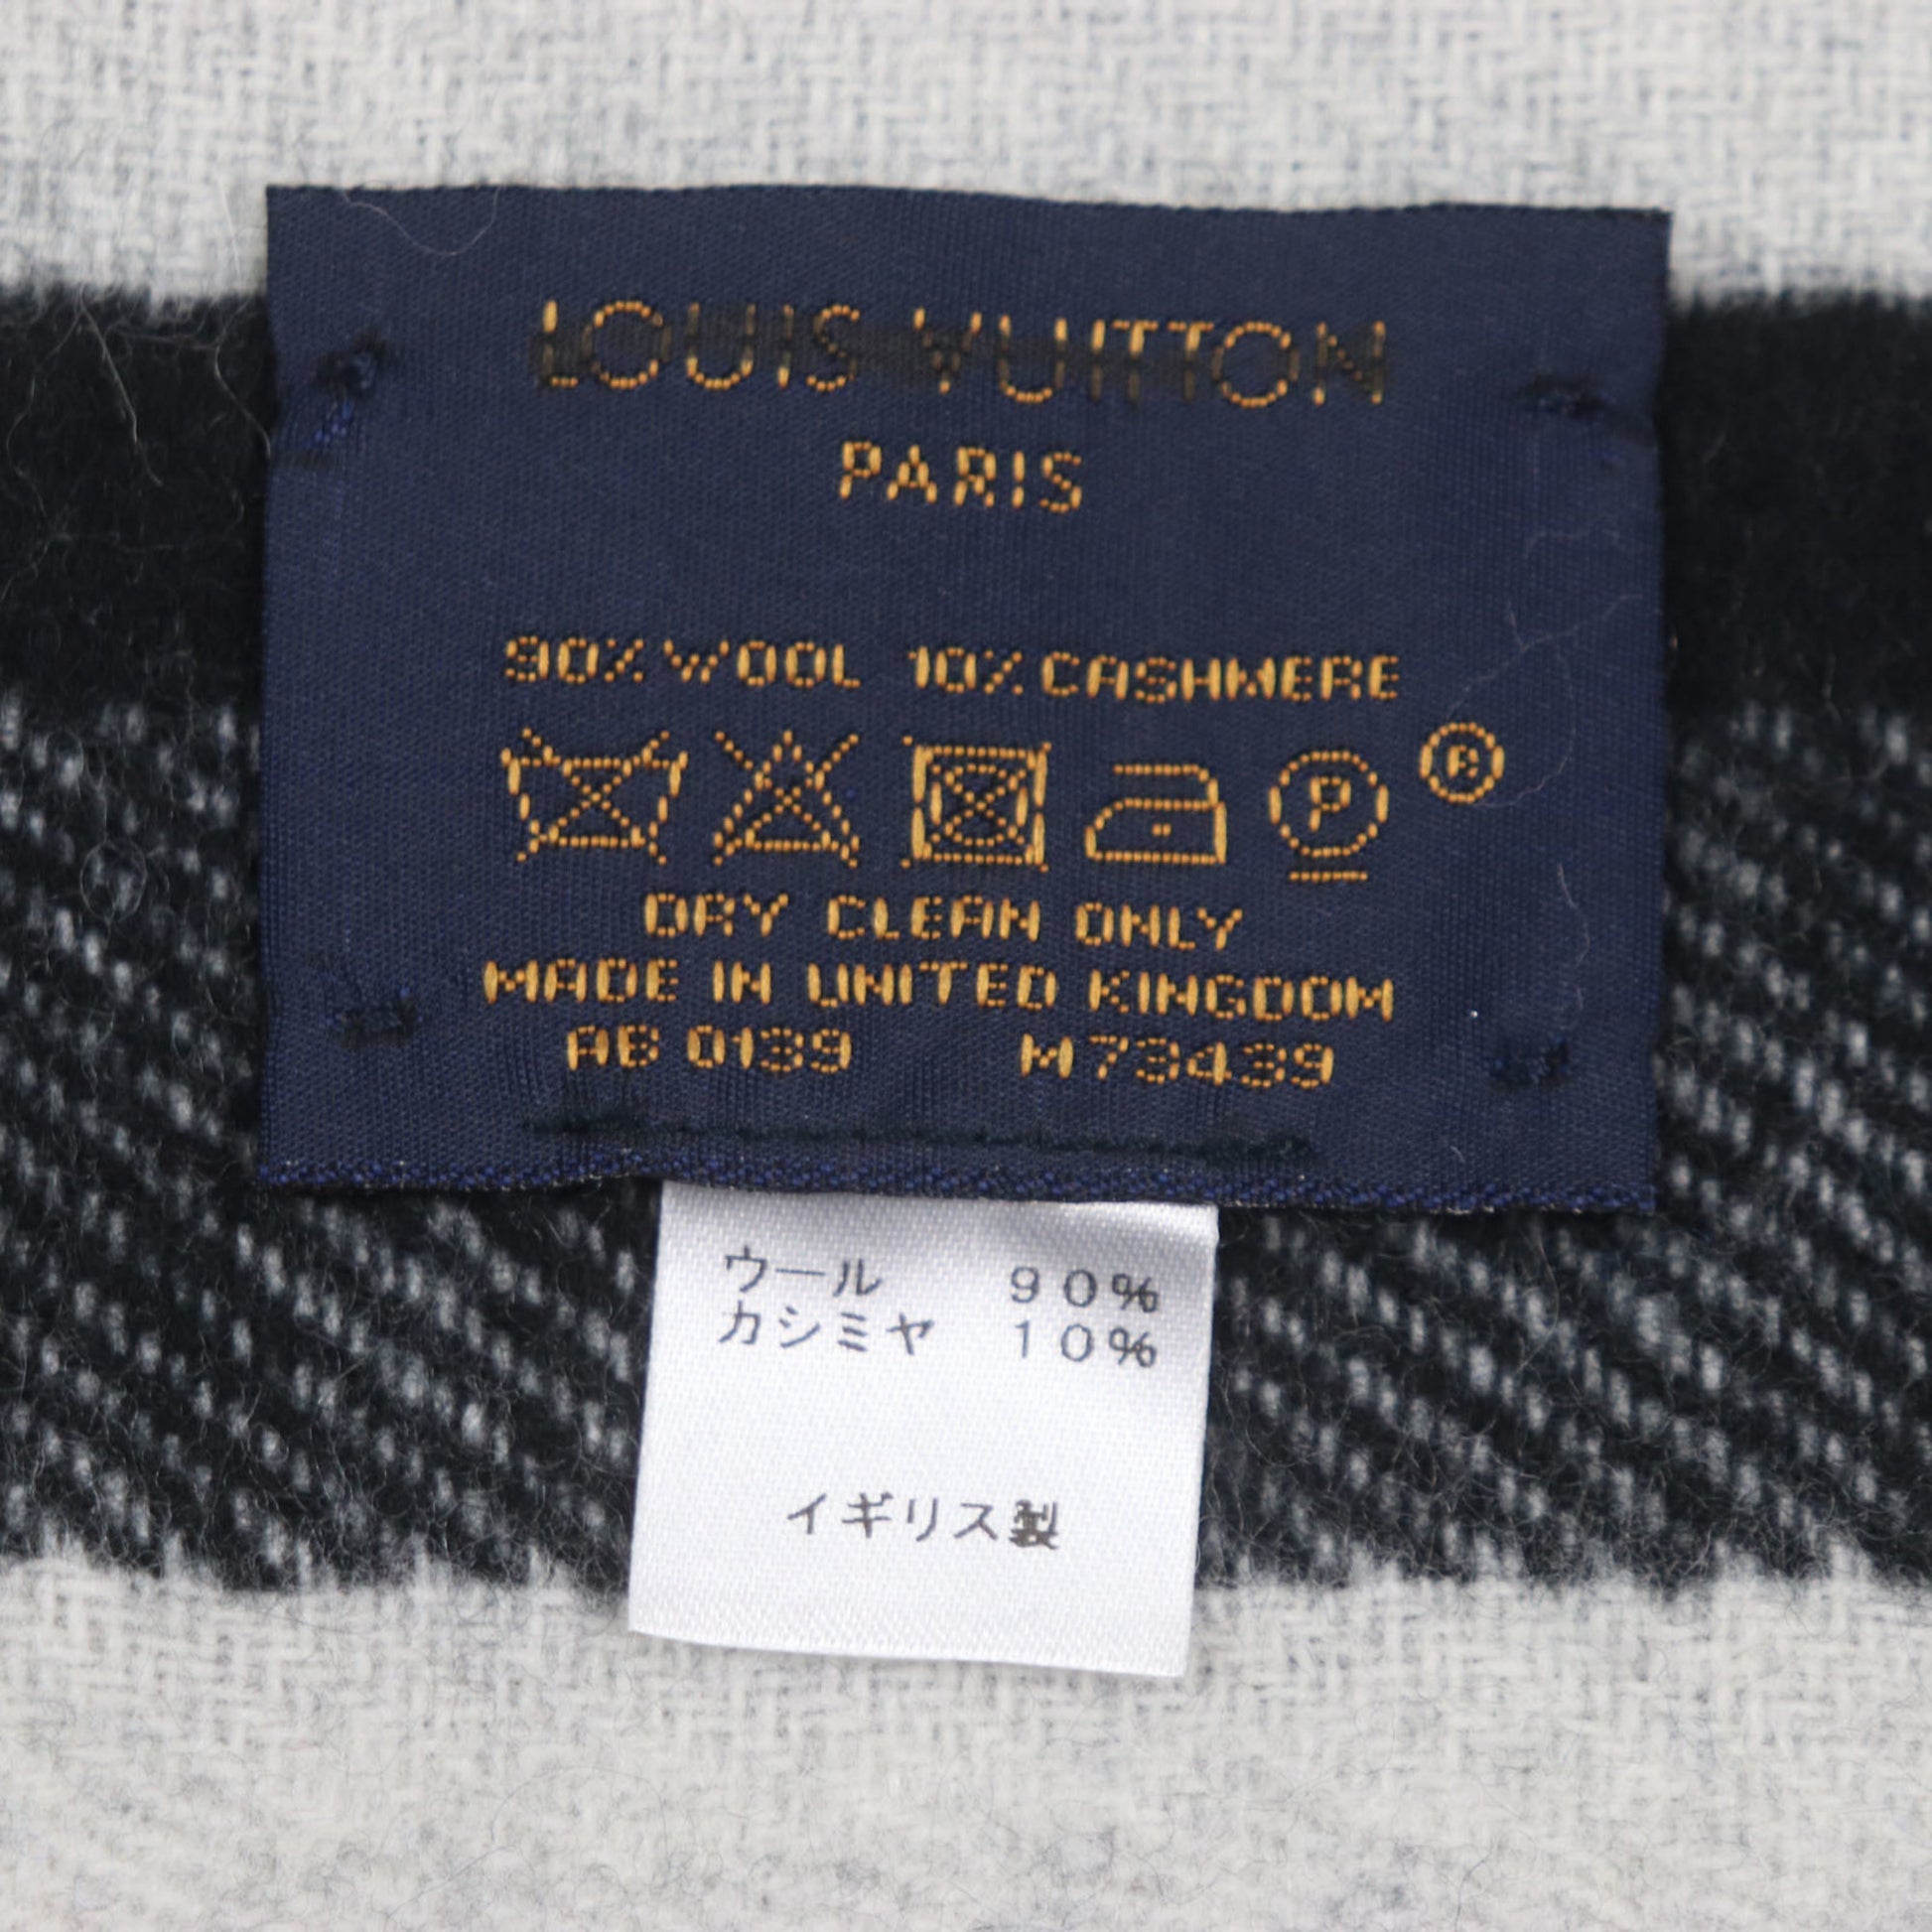 LOUIS VUITTON
PARIS
90% WOOL 10% CASHMERE
P ®
DRY CLEAN ONLY
MADE IN UNITED KINGDOM
AB 0139 M73439
ウール 90%
カシミヤ 10%
イギリス製